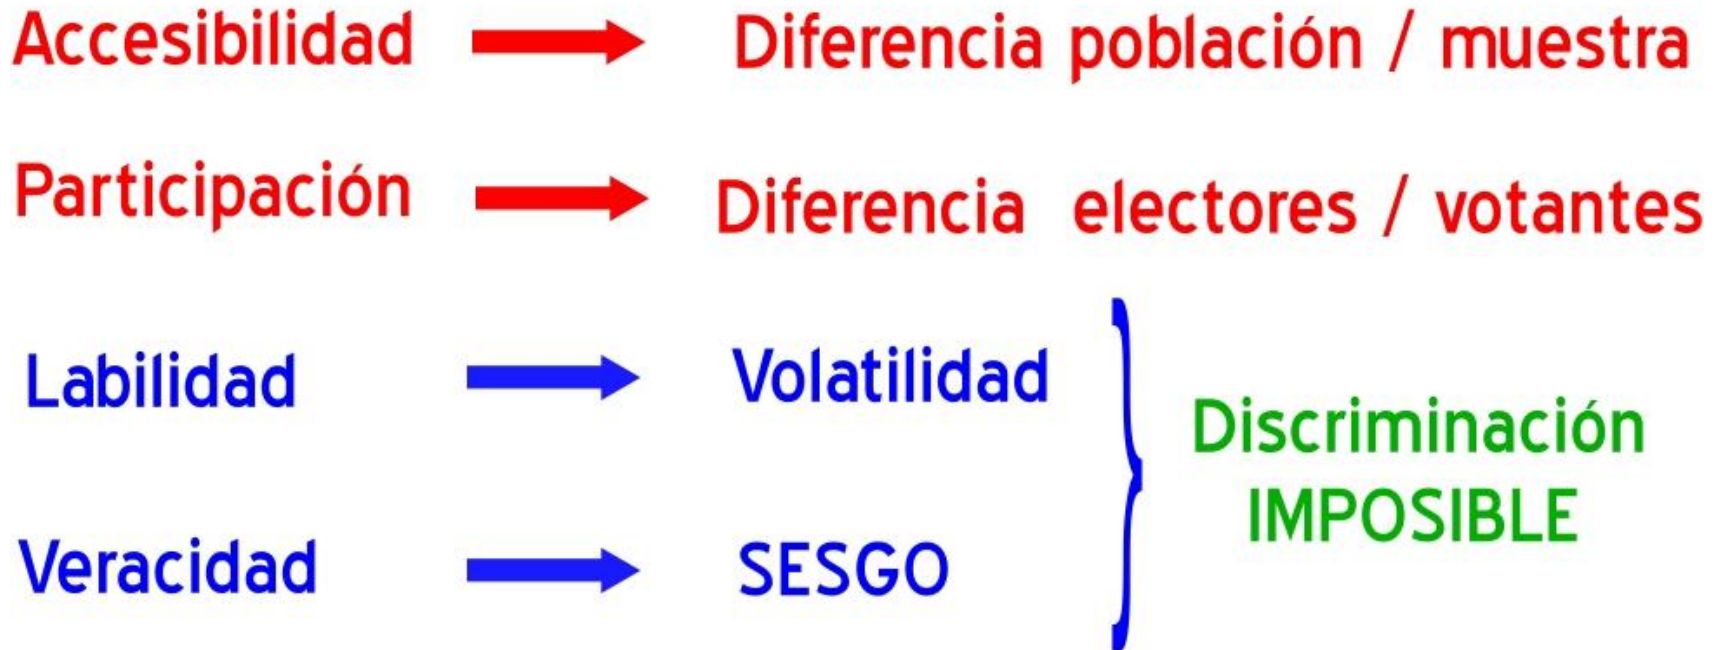 Accesibilidad Diferencia población / muestra
Participación Diferencia electores / votantes
Labilidad Volatilidad
Discriminación
IMPOSIBLE
Veracidad SESGO